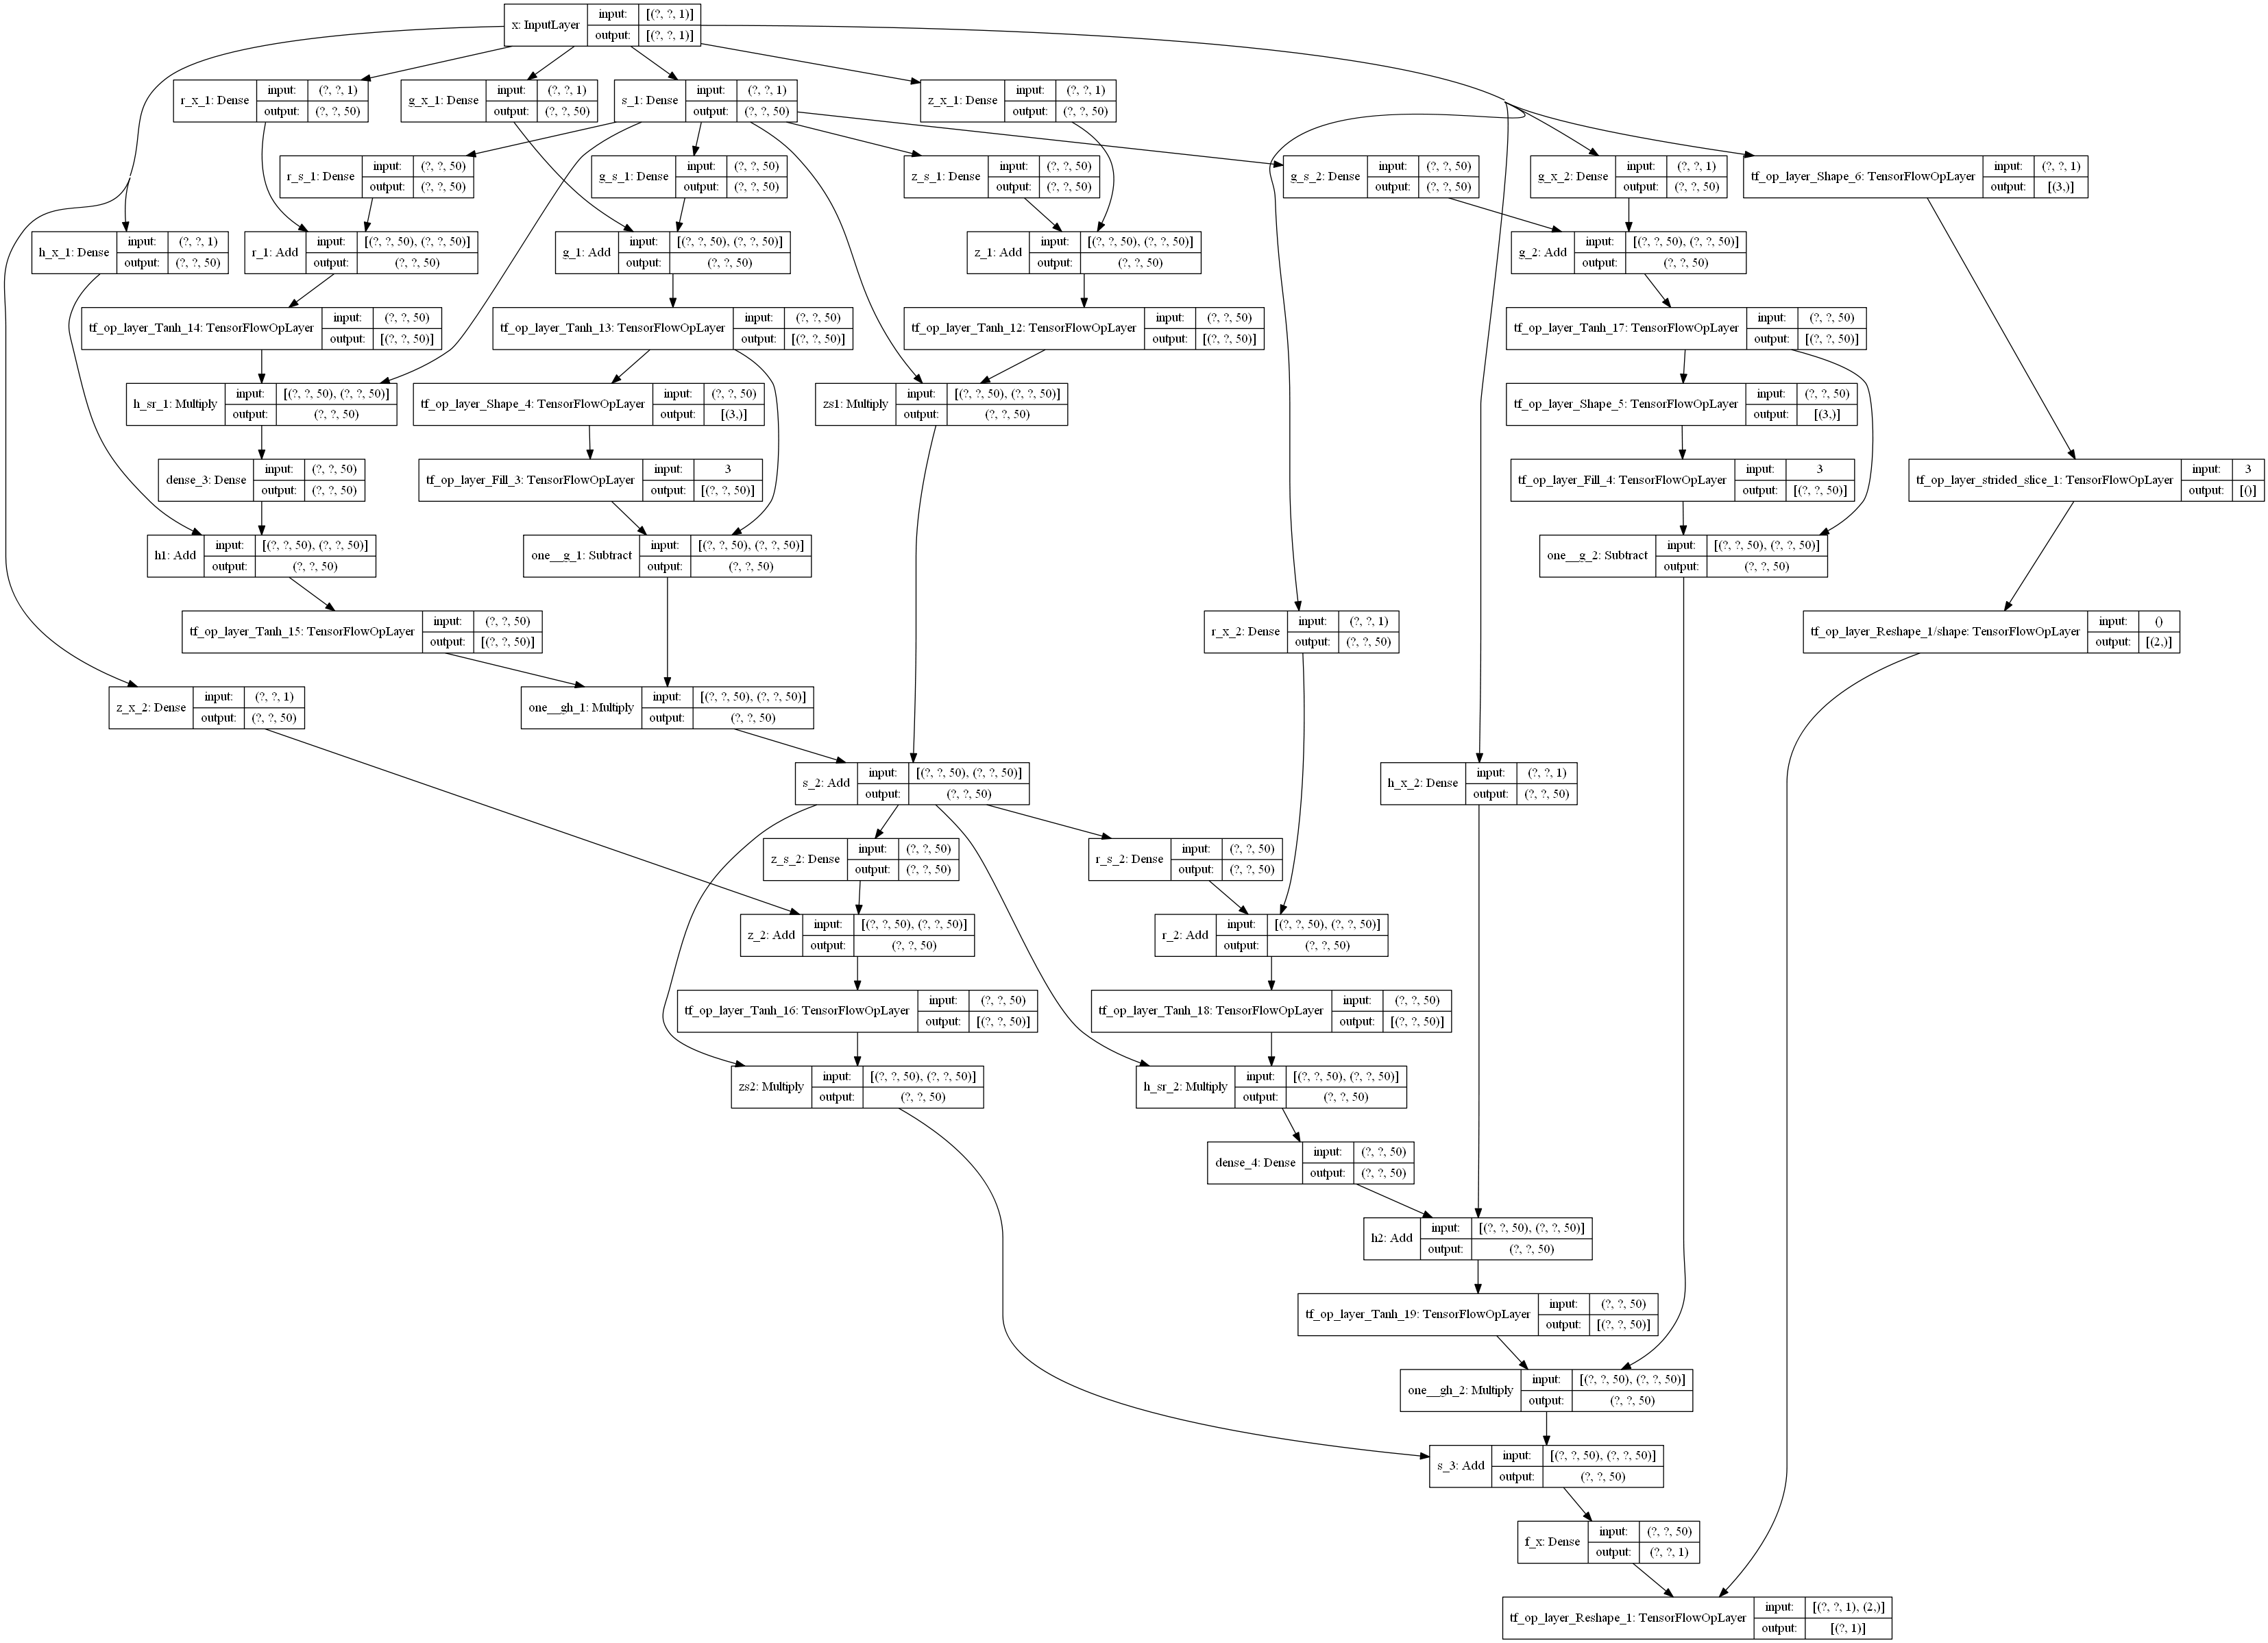 x: InputLayer input: [(?, ?, 1)]
output: [(?, ?, 1)]
r_x_1: Dense input: (?, ?, 1)
output: (?, ?, 50)
g_x_1: Dense input: (?, ?, 1)
output: (?, ?, 50)
s_1: Dense input: (?, ?, 1)
output: (?, ?, 50)
z_x_1: Dense input: (?, ?, 1)
output: (?, ?, 50)
r_s_1: Dense input: (?, ?, 50)
output: (?, ?, 50)
g_s_1: Dense input: (?, ?, 50)
output: (?, ?, 50)
z_s_1: Dense input: (?, ?, 50)
output: (?, ?, 50)
g_s_2: Dense input: (?, ?, 50)
output: (?, ?, 50)
g_x_2: Dense input: (?, ?, 1)
output: (?, ?, 50)
tf_op_layer_Shape_6: TensorFlowOpLayer input: (?, ?, 1)
output: [(3,)]
h_x_1: Dense input: (?, ?, 1)
output: (?, ?, 50)
r_1: Add input: [(?, ?, 50), (?, ?, 50)]
output: (?, ?, 50)
g_1: Add input: [(?, ?, 50), (?, ?, 50)]
output: (?, ?, 50)
z_1: Add input: [(?, ?, 50), (?, ?, 50)]
output: (?, ?, 50)
g_2: Add input: [(?, ?, 50), (?, ?, 50)]
output: (?, ?, 50)
tf_op_layer_Tanh_14: TensorFlowOpLayer input: (?, ?, 50)
output: [(?, ?, 50)]
tf_op_layer_Tanh_13: TensorFlowOpLayer input: (?, ?, 50)
output: [(?, ?, 50)]
tf_op_layer_Tanh_12: TensorFlowOpLayer input: (?, ?, 50)
output: [(?, ?, 50)]
tf_op_layer_Tanh_17: TensorFlowOpLayer input: (?, ?, 50)
output: [(?, ?, 50)]
h_sr_1: Multiply input: [(?, ?, 50), (?, ?, 50)]
output: (?, ?, 50)
tf_op_layer_Shape_4: TensorFlowOpLayer input: (?, ?, 50)
output: [(3,)]
zs1: Multiply input: [(?, ?, 50), (?, ?, 50)]
output: (?, ?, 50)
tf_op_layer_Shape_5: TensorFlowOpLayer input: (?, ?, 50)
output: [(3,)]
dense_3: Dense input: (?, ?, 50)
output: (?, ?, 50)
tf_op_layer_Fill_3: TensorFlowOpLayer input: 3
output: [(?, ?, 50)]
tf_op_layer_Fill_4: TensorFlowOpLayer input: 3
output: [(?, ?, 50)]
tf_op_layer_strided_slice_1: TensorFlowOpLayer input: 3
output: [()]
h1: Add input: [(?, ?, 50), (?, ?, 50)]
output: (?, ?, 50)
one__g_1: Subtract input: [(?, ?, 50), (?, ?, 50)]
output: (?, ?, 50)
one__g_2: Subtract input: [(?, ?, 50), (?, ?, 50)]
output: (?, ?, 50)
tf_op_layer_Tanh_15: TensorFlowOpLayer input: (?, ?, 50)
output: [(?, ?, 50)]
r_x_2: Dense input: (?, ?, 1)
output: (?, ?, 50)
tf_op_layer_Reshape_1/shape: TensorFlowOpLayer input: ()
output: [(2,)]
z_x_2: Dense input: (?, ?, 1)
output: (?, ?, 50)
one__gh_1: Multiply input: [(?, ?, 50), (?, ?, 50)]
output: (?, ?, 50)
s_2: Add input: [(?, ?, 50), (?, ?, 50)]
output: (?, ?, 50)
h_x_2: Dense input: (?, ?, 1)
output: (?, ?, 50)
z_s_2: Dense input: (?, ?, 50)
output: (?, ?, 50)
r_s_2: Dense input: (?, ?, 50)
output: (?, ?, 50)
z_2: Add input: [(?, ?, 50), (?, ?, 50)]
output: (?, ?, 50)
r_2: Add input: [(?, ?, 50), (?, ?, 50)]
output: (?, ?, 50)
tf_op_layer_Tanh_16: TensorFlowOpLayer input: (?, ?, 50)
output: [(?, ?, 50)]
tf_op_layer_Tanh_18: TensorFlowOpLayer input: (?, ?, 50)
output: [(?, ?, 50)]
zs2: Multiply input: [(?, ?, 50), (?, ?, 50)]
output: (?, ?, 50)
h_sr_2: Multiply input: [(?, ?, 50), (?, ?, 50)]
output: (?, ?, 50)
dense_4: Dense input: (?, ?, 50)
output: (?, ?, 50)
h2: Add input: [(?, ?, 50), (?, ?, 50)]
output: (?, ?, 50)
tf_op_layer_Tanh_19: TensorFlowOpLayer input: (?, ?, 50)
output: [(?, ?, 50)]
one__gh_2: Multiply input: [(?, ?, 50), (?, ?, 50)]
output: (?, ?, 50)
s_3: Add input: [(?, ?, 50), (?, ?, 50)]
output: (?, ?, 50)
f_x: Dense input: (?, ?, 50)
output: (?, ?, 1)
tf_op_layer_Reshape_1: TensorFlowOpLayer input: [(?, ?, 1), (2,)]
output: [(?, 1)]